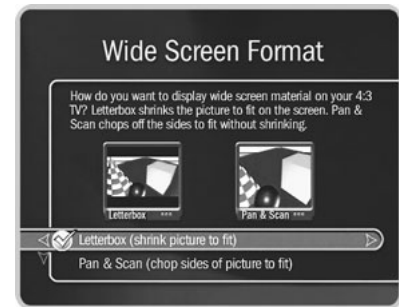 Wide Screen Format
How do you want to display wide screen material on your 4:3
TV? Letterbox shrinks the picture to fit on the screen. Pan &
Scan chops off the sides to fit without shrinking.
Letterbox ***
Pan & Scan ***
Letterbox (shrink picture to fit)
Pan & Scan (chop sides of picture to fit)